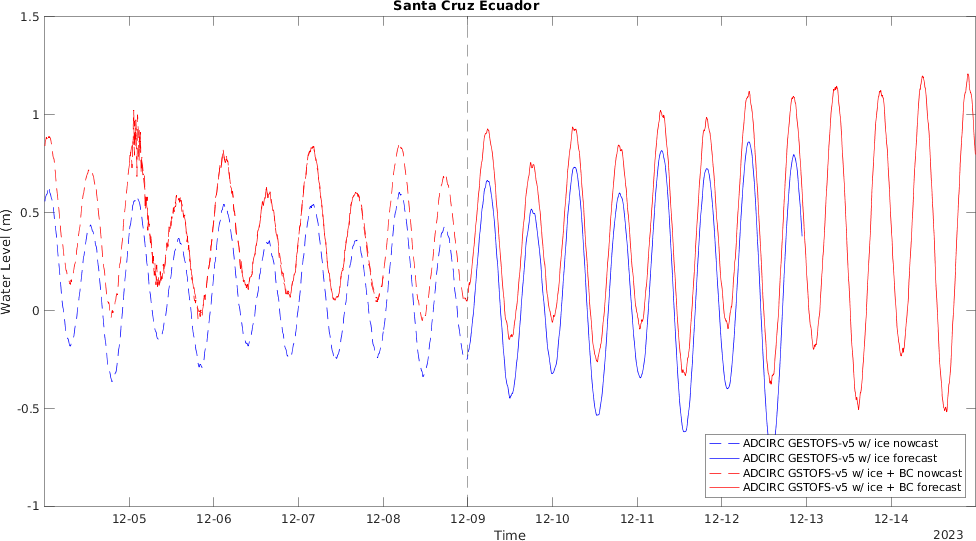 Santa Cruz Ecuador
Water Level (m)
1.5
1
0.5
0
-0.5
-1
12-05
12-06
12-07
12-08
12-09
12-10
12-11
12-12
12-13
12-14
Time
2023
ADCIRC GESTOFS-v5 w/ ice nowcast
ADCIRC GESTOFS-v5 w/ ice forecast
ADCIRC GSTOFS-v5 w/ ice + BC nowcast
ADCIRC GSTOFS-v5 w/ ice + BC forecast